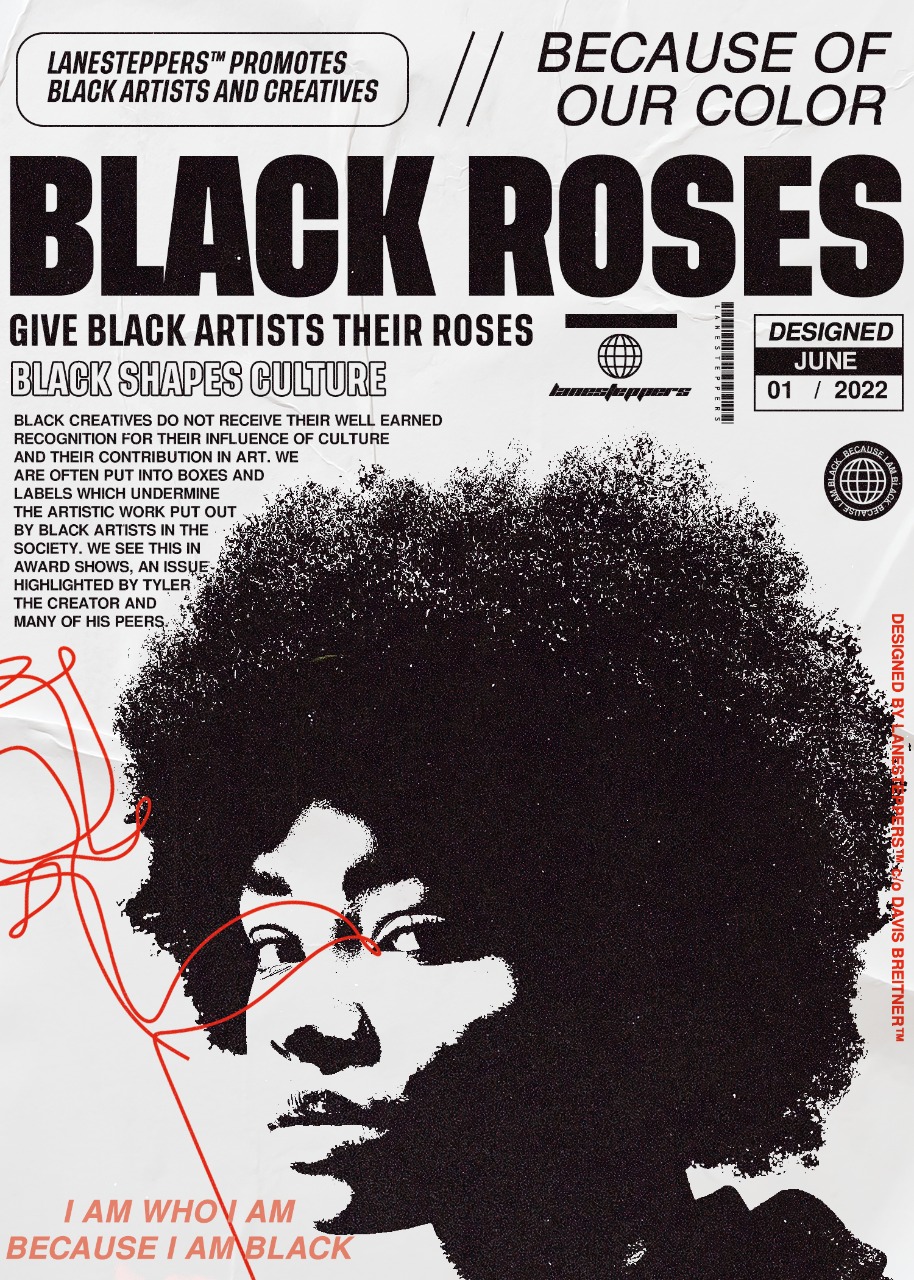 LANESTEPPERS™ PROMOTES
BLACK ARTISTS AND CREATIVES
BECAUSE OF
OUR COLOR
BLACK ROSES
GIVE BLACK ARTISTS THEIR ROSES
BLACK SHAPES CULTURE
lanesteppers
LANESTEPPERS
DESIGNED
JUNE
01 / 2022
BLACK CREATIVES DO NOT RECEIVE THEIR WELL EARNED
RECOGNITION FOR THEIR INFLUENCE OF CULTURE
AND THEIR CONTRIBUTION IN ART. WE
ARE OFTEN PUT INTO BOXES AND
LABELS WHICH UNDERMINE
THE ARTISTIC WORK PUT OUT
BY BLACK ARTISTS IN THE
SOCIETY. WE SEE THIS IN
AWARD SHOWS, AN ISSUE
HIGHLIGHTED BY TYLER
THE CREATOR AND
MANY OF HIS PEERS.
BECAUSE I AM BLACK BECAUSE I AM BLACK
DESIGNED BY LANESTEPPERS™ c/o DAVIS BREITNER™
I AM WHO I AM
BECAUSE I AM BLACK